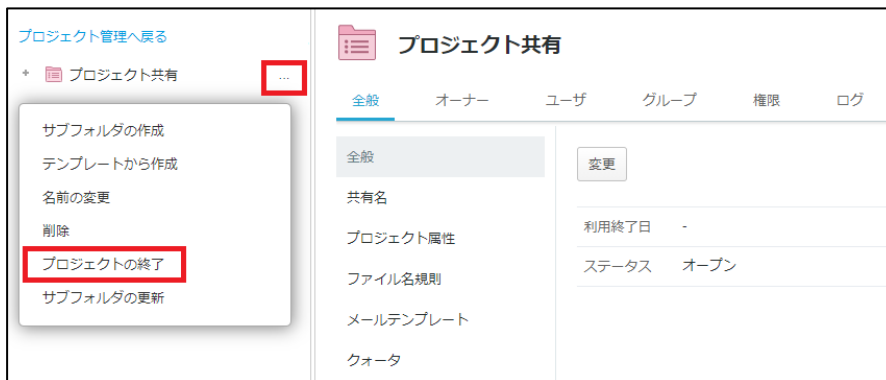 プロジェクト管理へ戻る
+ プロジェクト共有 ...
サブフォルダの作成
テンプレートから作成
名前の変更
削除
プロジェクトの終了
サブフォルダの更新
プロジェクト共有
全般 オーナー ユーザ グループ 権限 ログ
全般
共有名
プロジェクト属性
ファイル名規則
メールテンプレート
クォータ
変更
利用終了日 -
ステータス オープン